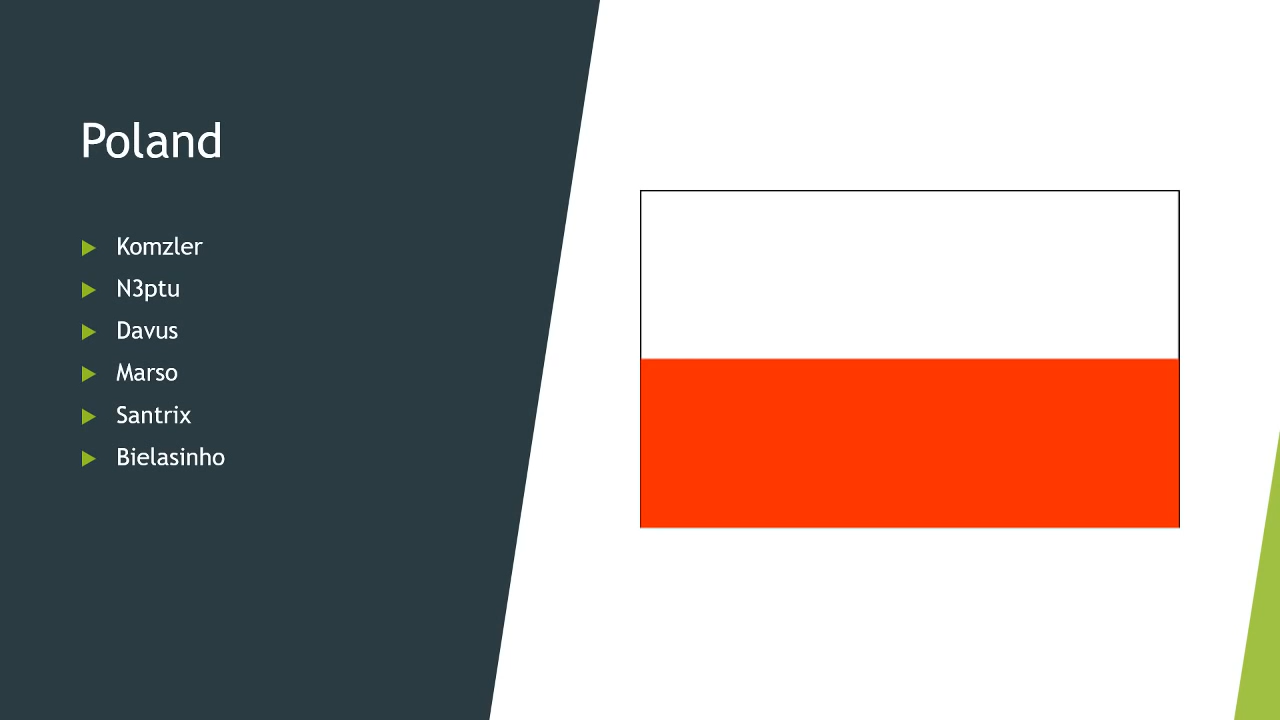 Poland
Komzler
N3ptu
Davus
Marso
Santrix
Bielasinho